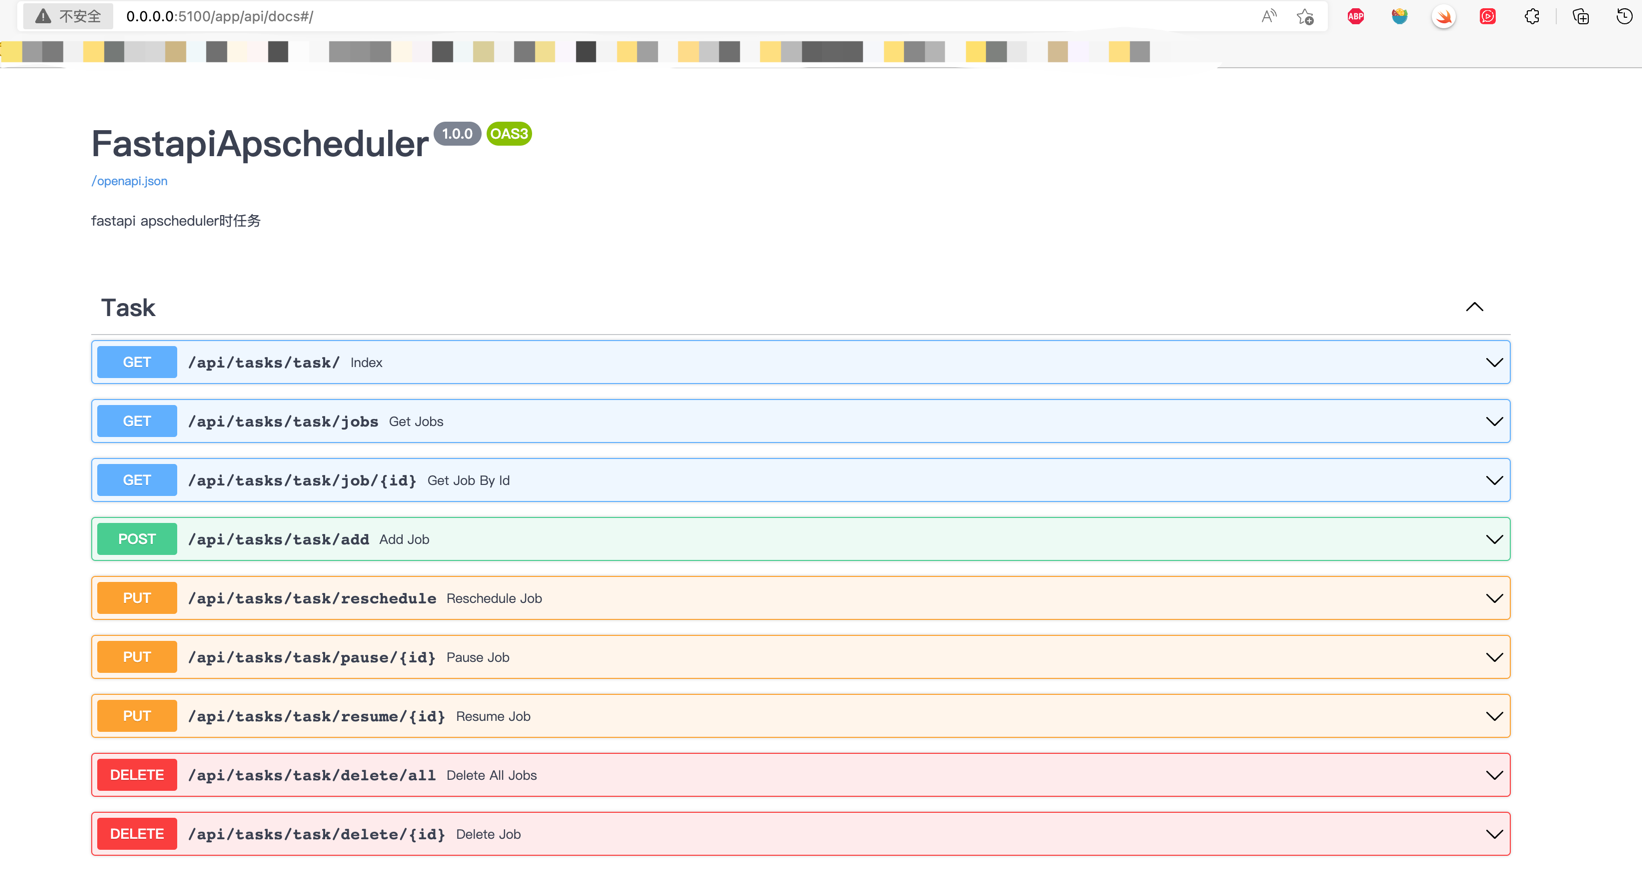 不安全 0.0.0.0:5100/app/api/docs#/
ABP
FastapiApscheduler 1.0.0 OAS3
/openapi.json
fastapi apscheduler时任务
Task
GET /api/tasks/task/ Index
GET /api/tasks/task/jobs Get Jobs
GET /api/tasks/task/job/{id} Get Job By Id
POST /api/tasks/task/add Add Job
PUT /api/tasks/task/reschedule Reschedule Job
PUT /api/tasks/task/pause/{id} Pause Job
PUT /api/tasks/task/resume/{id} Resume Job
DELETE /api/tasks/task/delete/all Delete All Jobs
DELETE /api/tasks/task/delete/{id} Delete Job